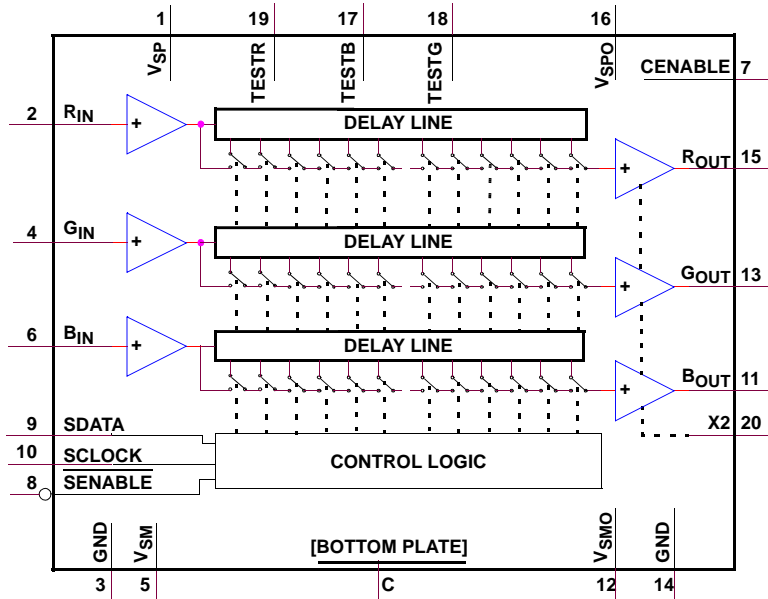 1 19 17 18 16
VSP TESTR TESTB TESTG VSPO
CENABLE 7
2 RIN + DELAY LINE
+ ROUT 15
4 GIN + DELAY LINE
+ GOUT 13
6 BIN + DELAY LINE
+ BOUT 11
9 SDATA X2 20
10 SCLOCK CONTROL LOGIC
8 SENABLE
GND VSM [BOTTOM PLATE] VSMO GND
3 5 C 12 14